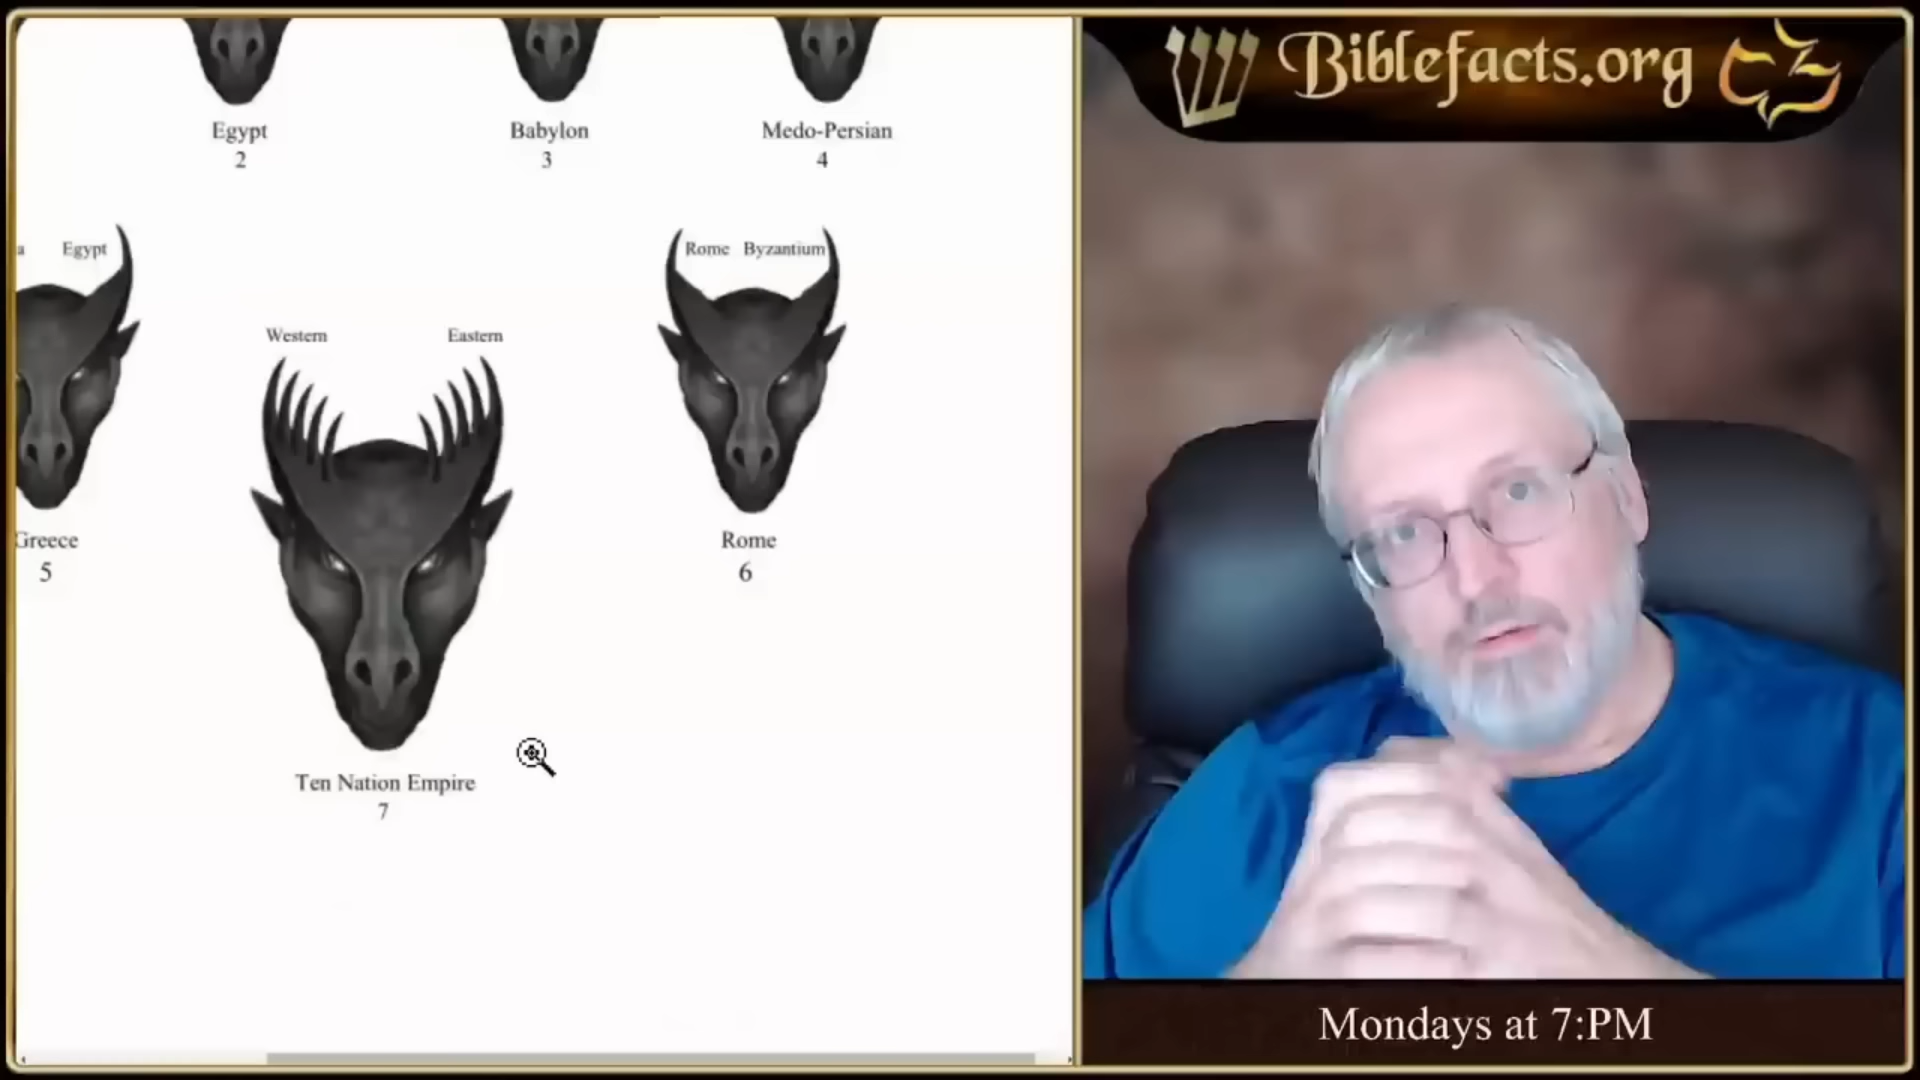 Egypt
2
Babylon
3
Medo-Persian
4
a Egypt
Greece
5
Western Eastern
Ten Nation Empire
7
Rome Byzantium
Rome
6
ש
Biblefacts.org
Mondays at 7:PM